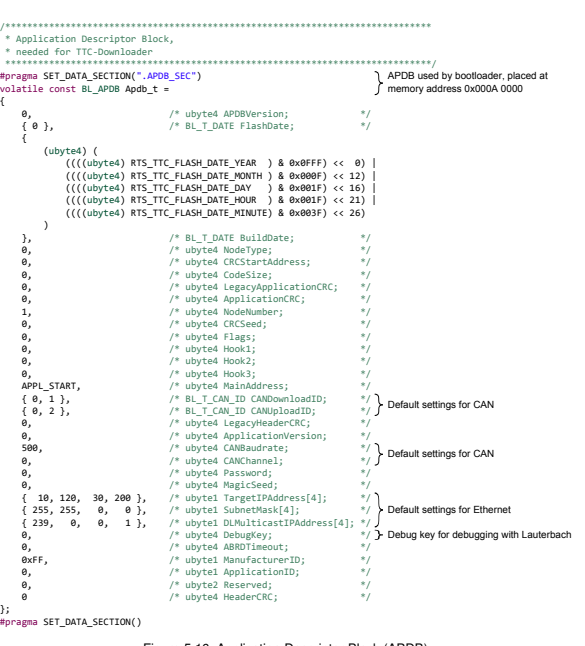 /******************************************************************************
 * Application Descriptor Block,
 * needed for TTC-Downloader
 ******************************************************************************/
#pragma SET_DATA_SECTION(".APDB_SEC")
APDB used by bootloader, placed at
memory address 0x000A 0000
volatile const BL_APDB Apdb_t =
{
0, /* ubyte4 APDBVersion; */
{ 0 }, /* BL_T_DATE FlashDate; */
{
(ubyte4) (
((((ubyte4) RTS_TTC_FLASH_DATE_YEAR ) & 0x0FFF) << 0) |
((((ubyte4) RTS_TTC_FLASH_DATE_MONTH ) & 0x000F) << 12) |
((((ubyte4) RTS_TTC_FLASH_DATE_DAY ) & 0x001F) << 16) |
((((ubyte4) RTS_TTC_FLASH_DATE_HOUR ) & 0x001F) << 21) |
((((ubyte4) RTS_TTC_FLASH_DATE_MINUTE) & 0x003F) << 26)
)
}, /* BL_T_DATE BuildDate; */
0, /* ubyte4 NodeType; */
0, /* ubyte4 CRCStartAddress; */
0, /* ubyte4 CodeSize; */
0, /* ubyte4 LegacyApplicationCRC; */
0, /* ubyte4 ApplicationCRC; */
1, /* ubyte4 NodeNumber; */
0, /* ubyte4 CRCSeed; */
0, /* ubyte4 Flags; */
0, /* ubyte4 Hook1; */
0, /* ubyte4 Hook2; */
0, /* ubyte4 Hook3; */
APPL_START, /* ubyte4 MainAddress; */
{ 0, 1 }, /* BL_T_CAN_ID CANDownloadID; */
{ 0, 2 }, /* BL_T_CAN_ID CANUploadID; */
Default settings for CAN
0, /* ubyte4 LegacyHeaderCRC; */
0, /* ubyte4 ApplicationVersion; */
500, /* ubyte4 CANBaudrate; */
0, /* ubyte4 CANChannel; */
Default settings for CAN
0, /* ubyte4 Password; */
0, /* ubyte4 MagicSeed; */
{ 10, 120, 30, 200 }, /* ubyte1 TargetIPAddress[4]; */
{ 255, 255, 0, 0 }, /* ubyte1 SubnetMask[4]; */
{ 239, 0, 0, 1 }, /* ubyte1 DLMulticastIPAddress[4]; */
Default settings for Ethernet
0, /* ubyte4 DebugKey; */ Debug key for debugging with Lauterbach
0, /* ubyte4 ABRDTimeout; */
0xFF, /* ubyte1 ManufacturerID; */
0, /* ubyte1 ApplicationID; */
0, /* ubyte2 Reserved; */
0 /* ubyte4 HeaderCRC; */
};
#pragma SET_DATA_SECTION()